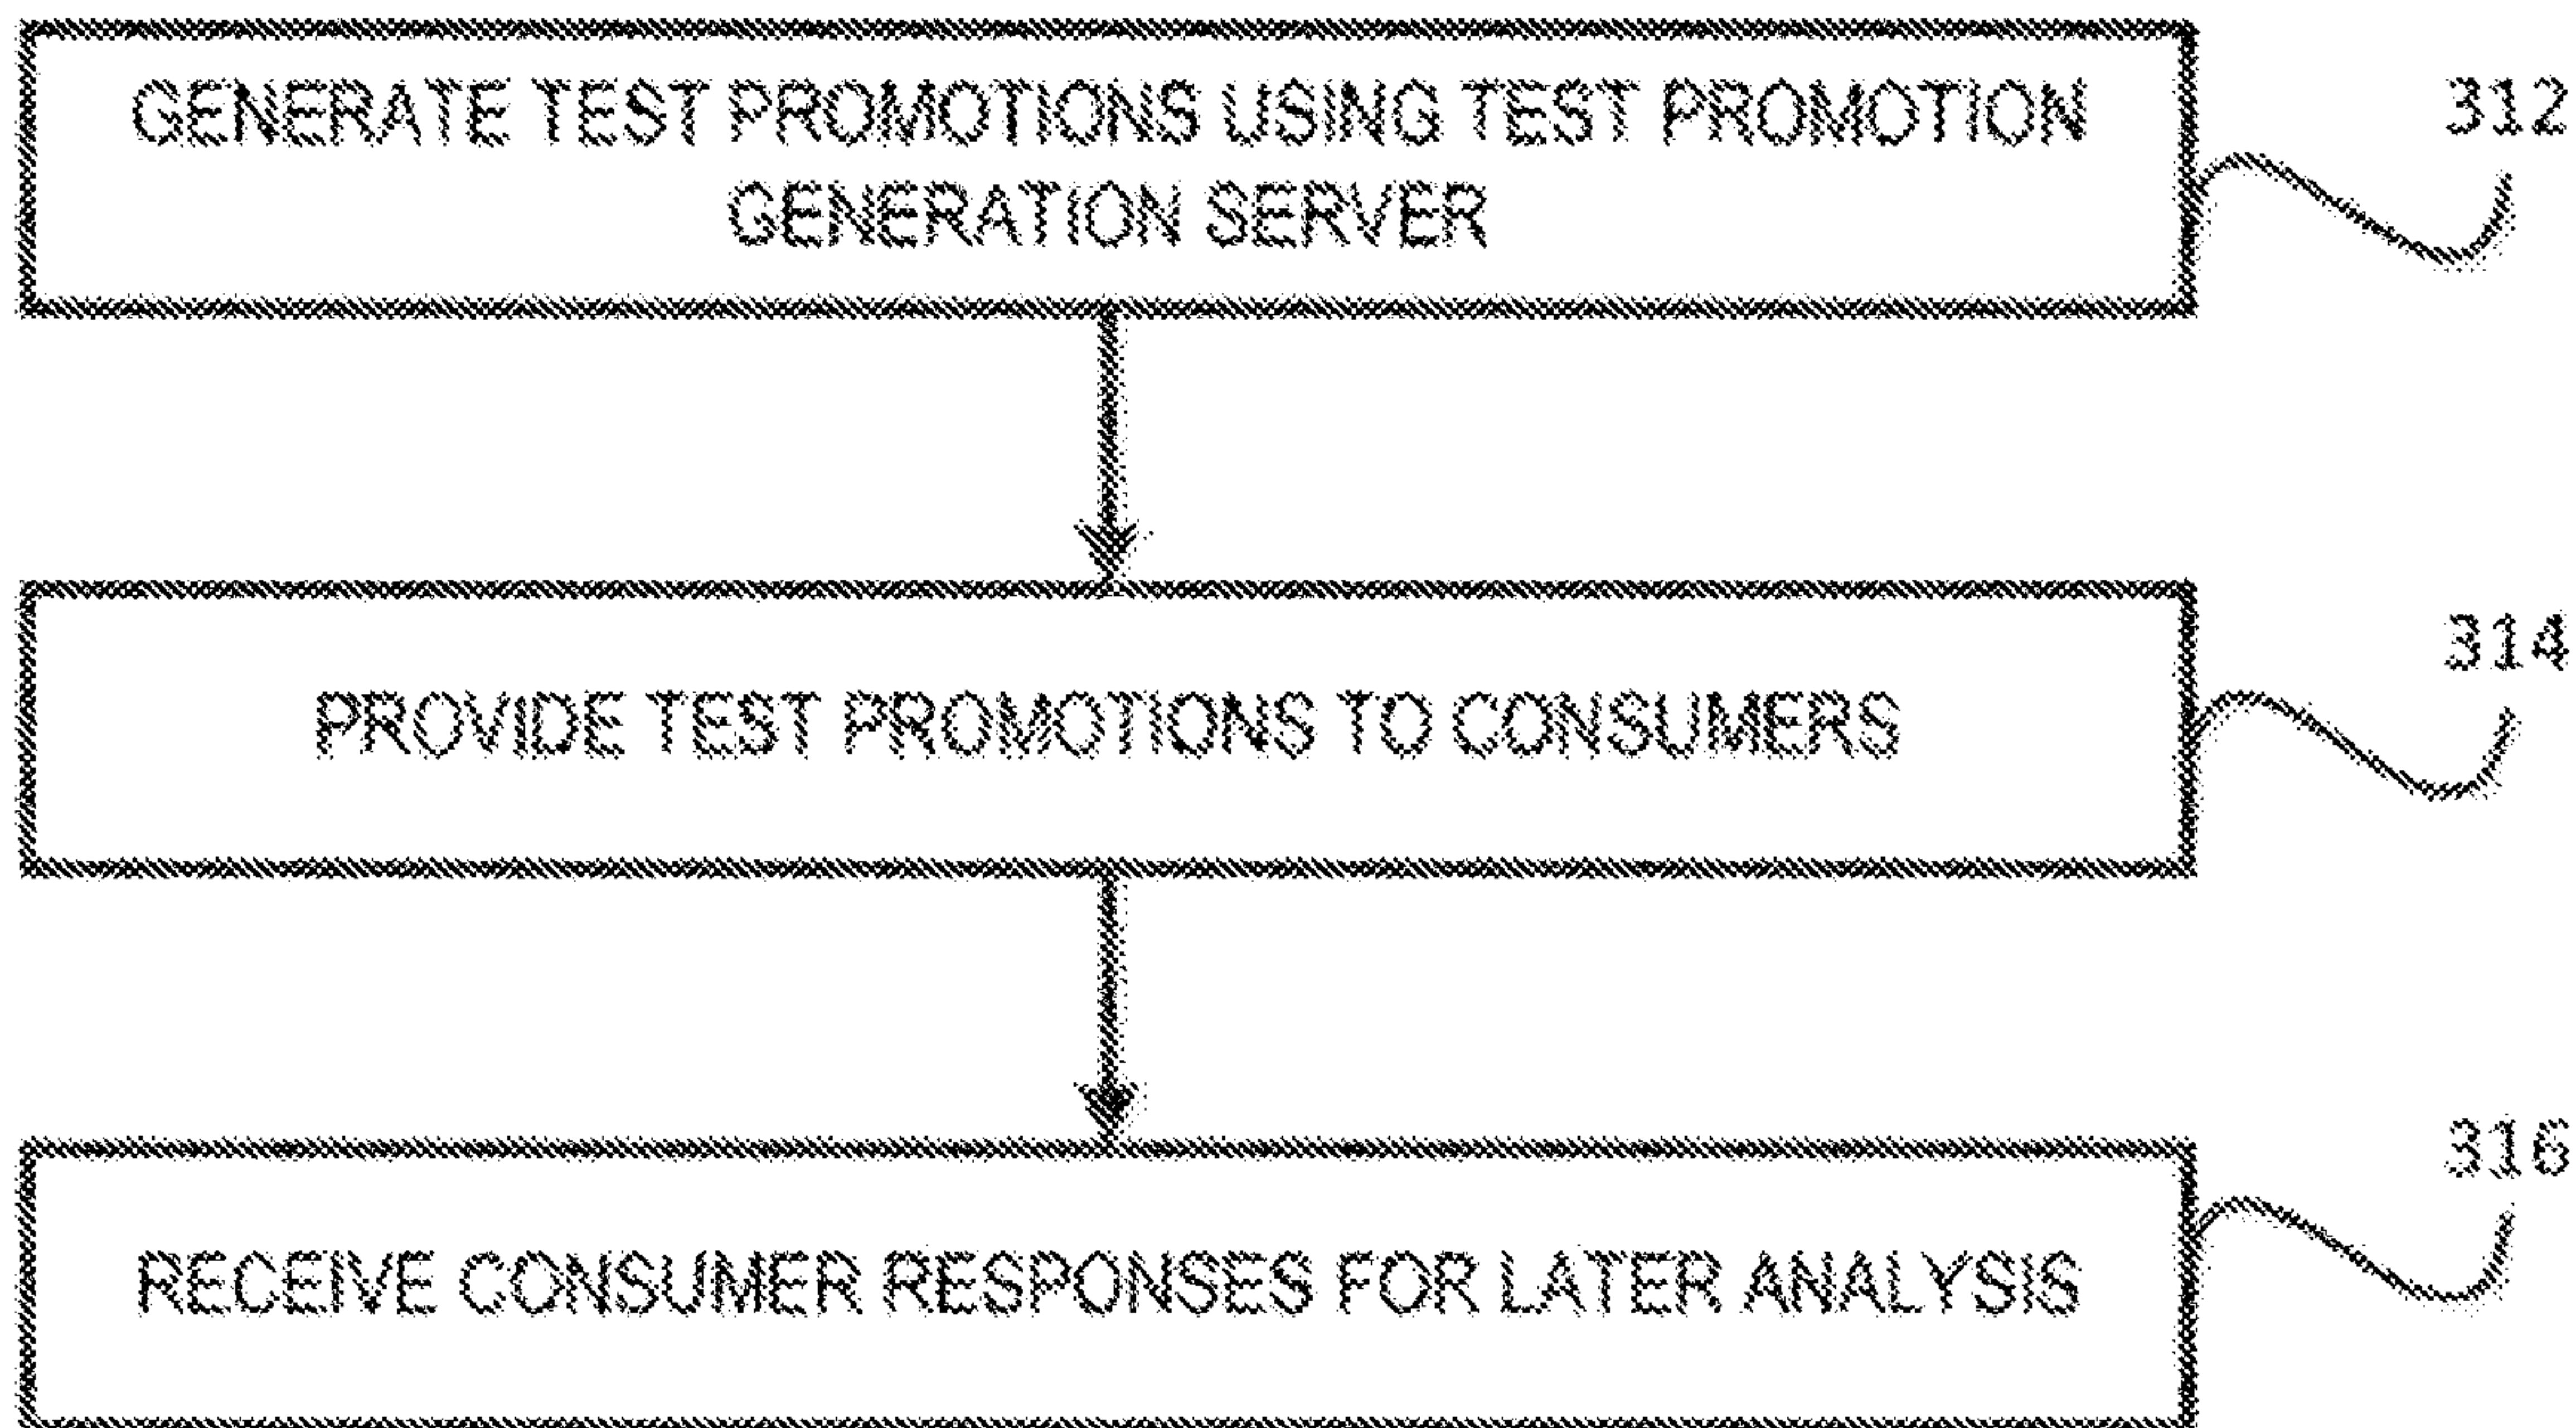 GENERATE TEST PROMOTIONS USING TEST PROMOTION
GENERATION SERVER
312
PROVIDE TEST PROMOTIONS TO CONSUMERS
314
RECEIVE CONSUMER RESPONSES FOR LATER ANALYSIS
316